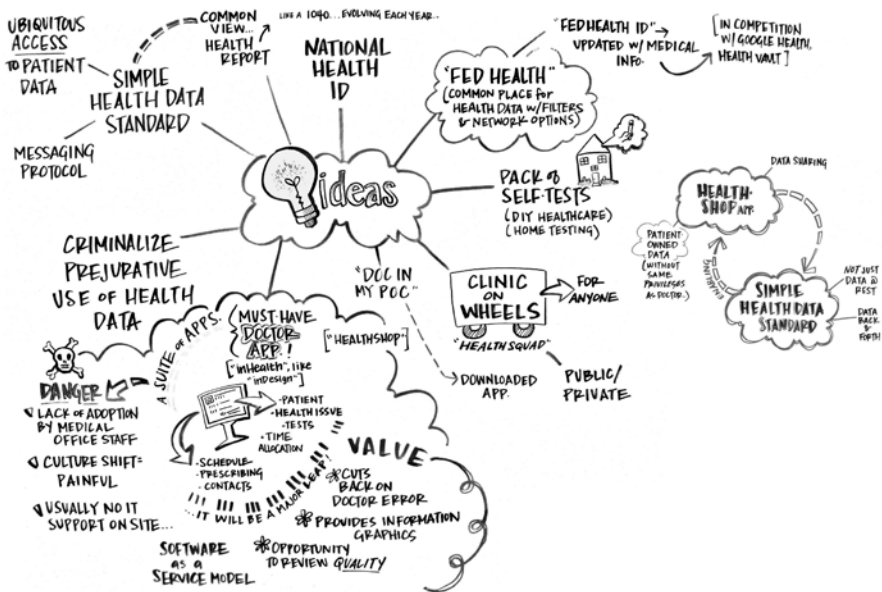 UBIQUITOUS
ACCESS
TO PATIENT
DATA
COMMON
VIEW...
HEALTH
REPORT
LIKE A 1040... EVOLVING EACH YEAR..
SIMPLE
HEALTH DATA
STANDARD
MESSAGING
PROTOCOL
NATIONAL
HEALTH
ID
"FED HEALTH"
(COMMON PLACE for
HEALTH DATA W/FILTERS
& NETWORK OPTIONS)
"FED HEALTH ID"
UPDATED W/ MEDICAL
INFO.
[IN COMPETITION
W/ GOOGLE HEALTH,
HEALTH VAULT]
ideas
PACK of
SELF-TESTS
(DIY HEALTHCARE)
(HOME TESTING)
CRIMINALIZE
PREJURATIVE
USE OF HEALTH
DATA
"DOC IN
MY POC"
DOWNLOADED
APP.
CLINIC
ON
WHEELS
"HEALTH SQUAD"
FOR
ANYONE
PUBLIC/
PRIVATE
DATA SHARING
HEALTH-
SHOP APP.
PATIENT
OWNED
DATA
(WITHOUT
SAME
PRIVILEGES
AS DOCTOR.)
ENABLING
SIMPLE
HEALTH DATA
STANDARD
NOT JUST
DATA @
REST
DATA
BACK &
FORTH
A SUITE of APPS.
(MUST-HAVE
DOCTOR
APP.!
["inHealth", like
"inDesign"]
["HEALTHSHOP"]
DANGER
LACK OF ADOPTION
BY MEDICAL
OFFICE STAFF
CULTURE SHIFT =
PAINFUL
USUALLY NO IT
SUPPORT ON SITE...
•PATIENT
•HEALTH ISSUE
•TESTS
•TIME
ALLOCATION
•SCHEDULE
•PRESCRIBING
•CONTACTS
...IT WILL BE A MAJOR LEAP!
VALUE
CUTS
BACK ON
DOCTOR ERROR
PROVIDES INFORMATION
GRAPHICS
OPPORTUNITY
TO REVIEW QUALITY
SOFTWARE
as a
SERVICE MODEL